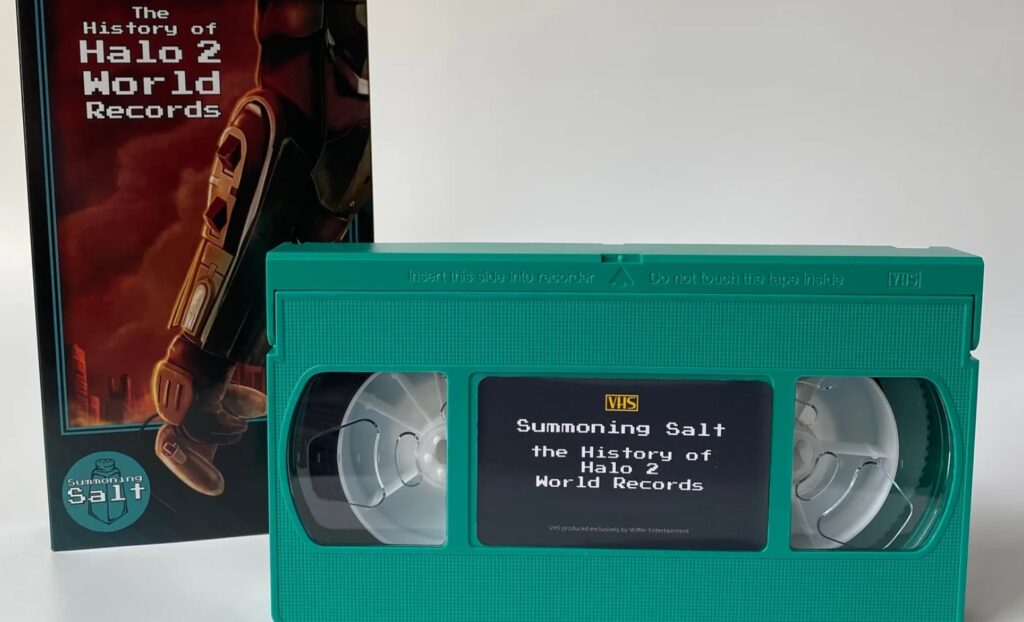 The
History of
Halo 2
World
Records
Summoning
Salt
Insert this side into recorder
Do not touch the tape inside
VHS
VHS
Summoning Salt
the History of
Halo 2
World Records
VHS produced exclusively by Witter Entertainment